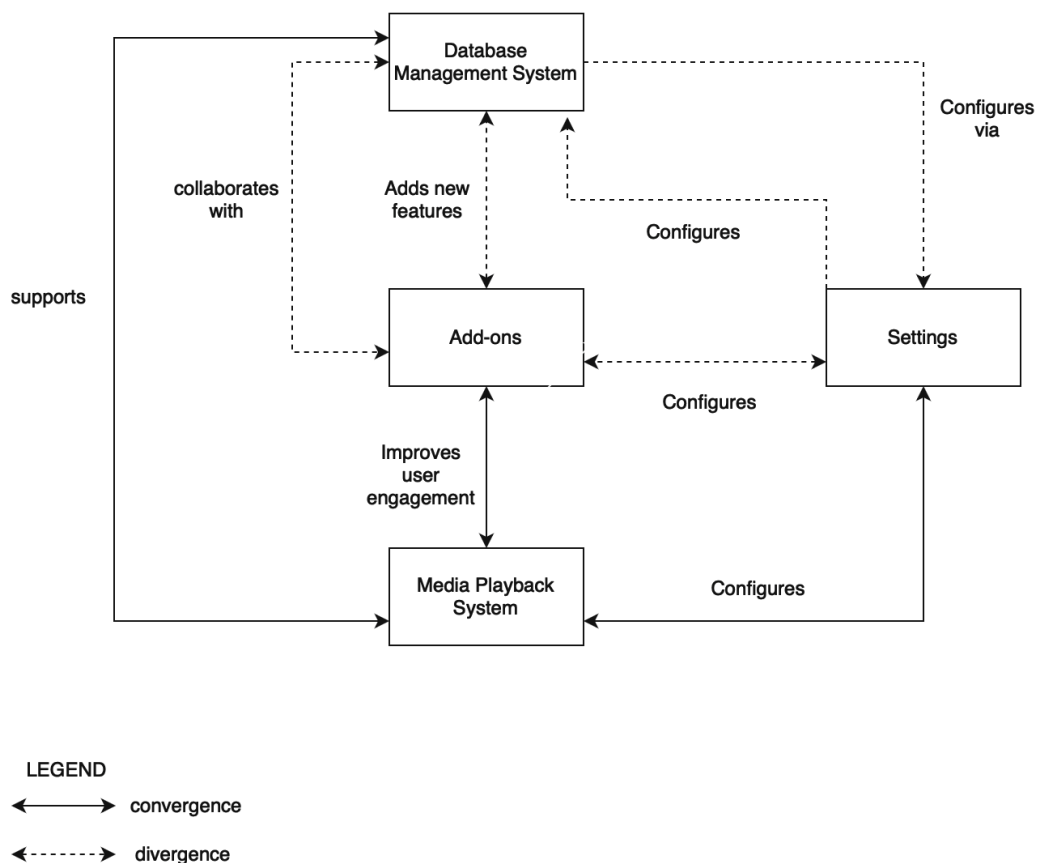 Database
Management System
Configures
via
collaborates
with
Adds new
features
Configures
supports
Add-ons
Settings
Configures
Improves
user
engagement
Media Playback
System
Configures
LEGEND
convergence
divergence